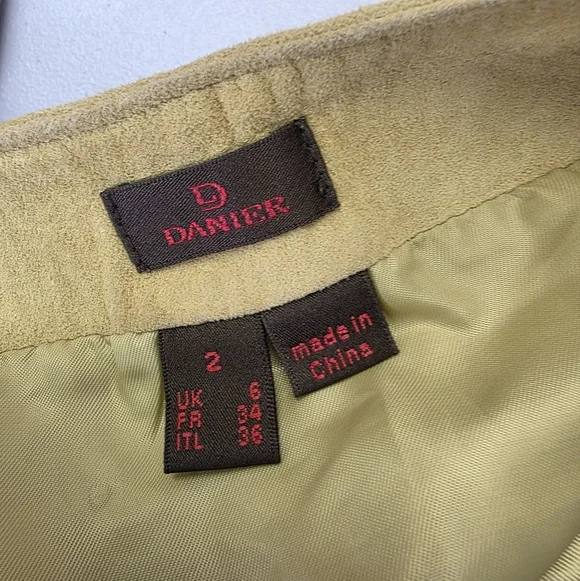 D
DANIER
2
UK 6
FR 34
ITL 36
made in
China